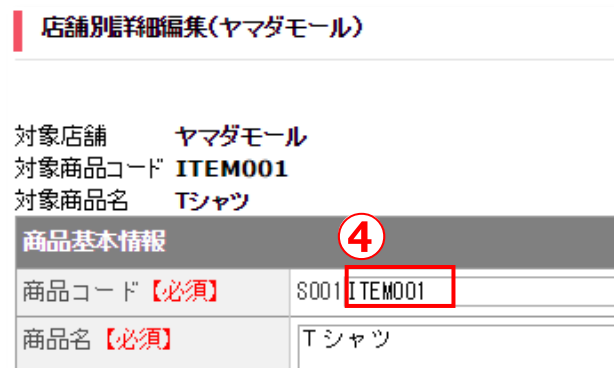 店舗別詳細編集(ヤマダモール)
対象店舗 ヤマダモール
対象商品コード ITEM001
対象商品名 Tシャツ
商品基本情報 ④
商品コード【必須】 S001 ITEM001
商品名【必須】 Tシャツ